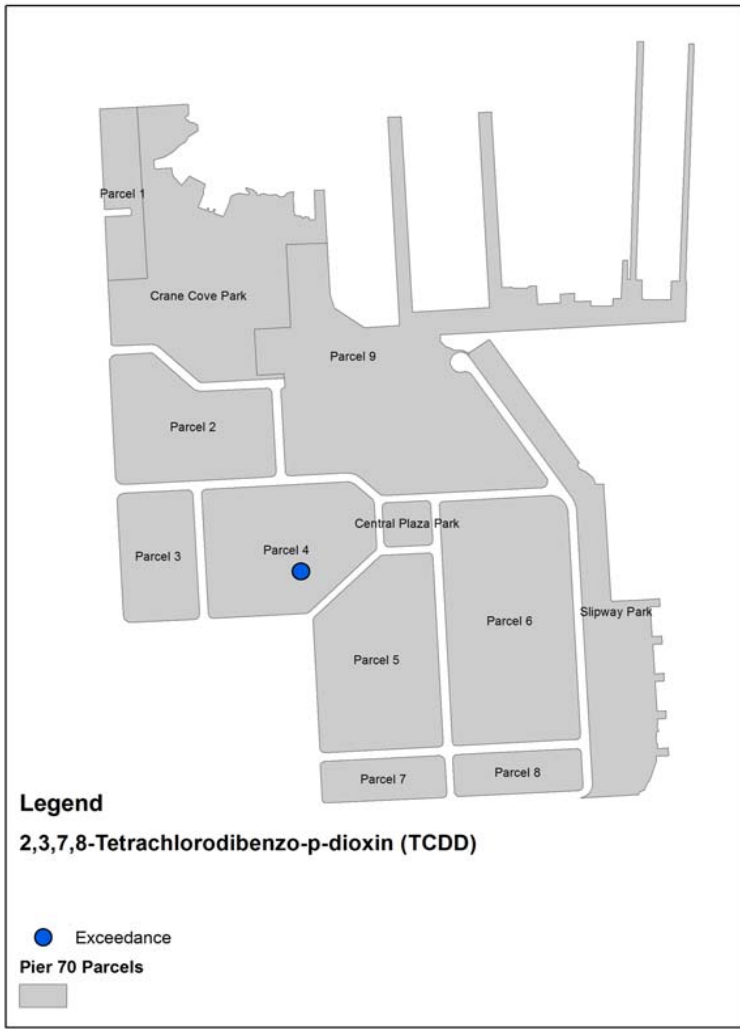 Parcel 1
Crane Cove Park
Parcel 9
Parcel 2
Central Plaza Park
Parcel 4
Parcel 3
Slipway Park
Parcel 6
Parcel 5
Parcel 7
Parcel 8
Legend
2,3,7,8-Tetrachlorodibenzo-p-dioxin (TCDD)
Exceedance
Pier 70 Parcels